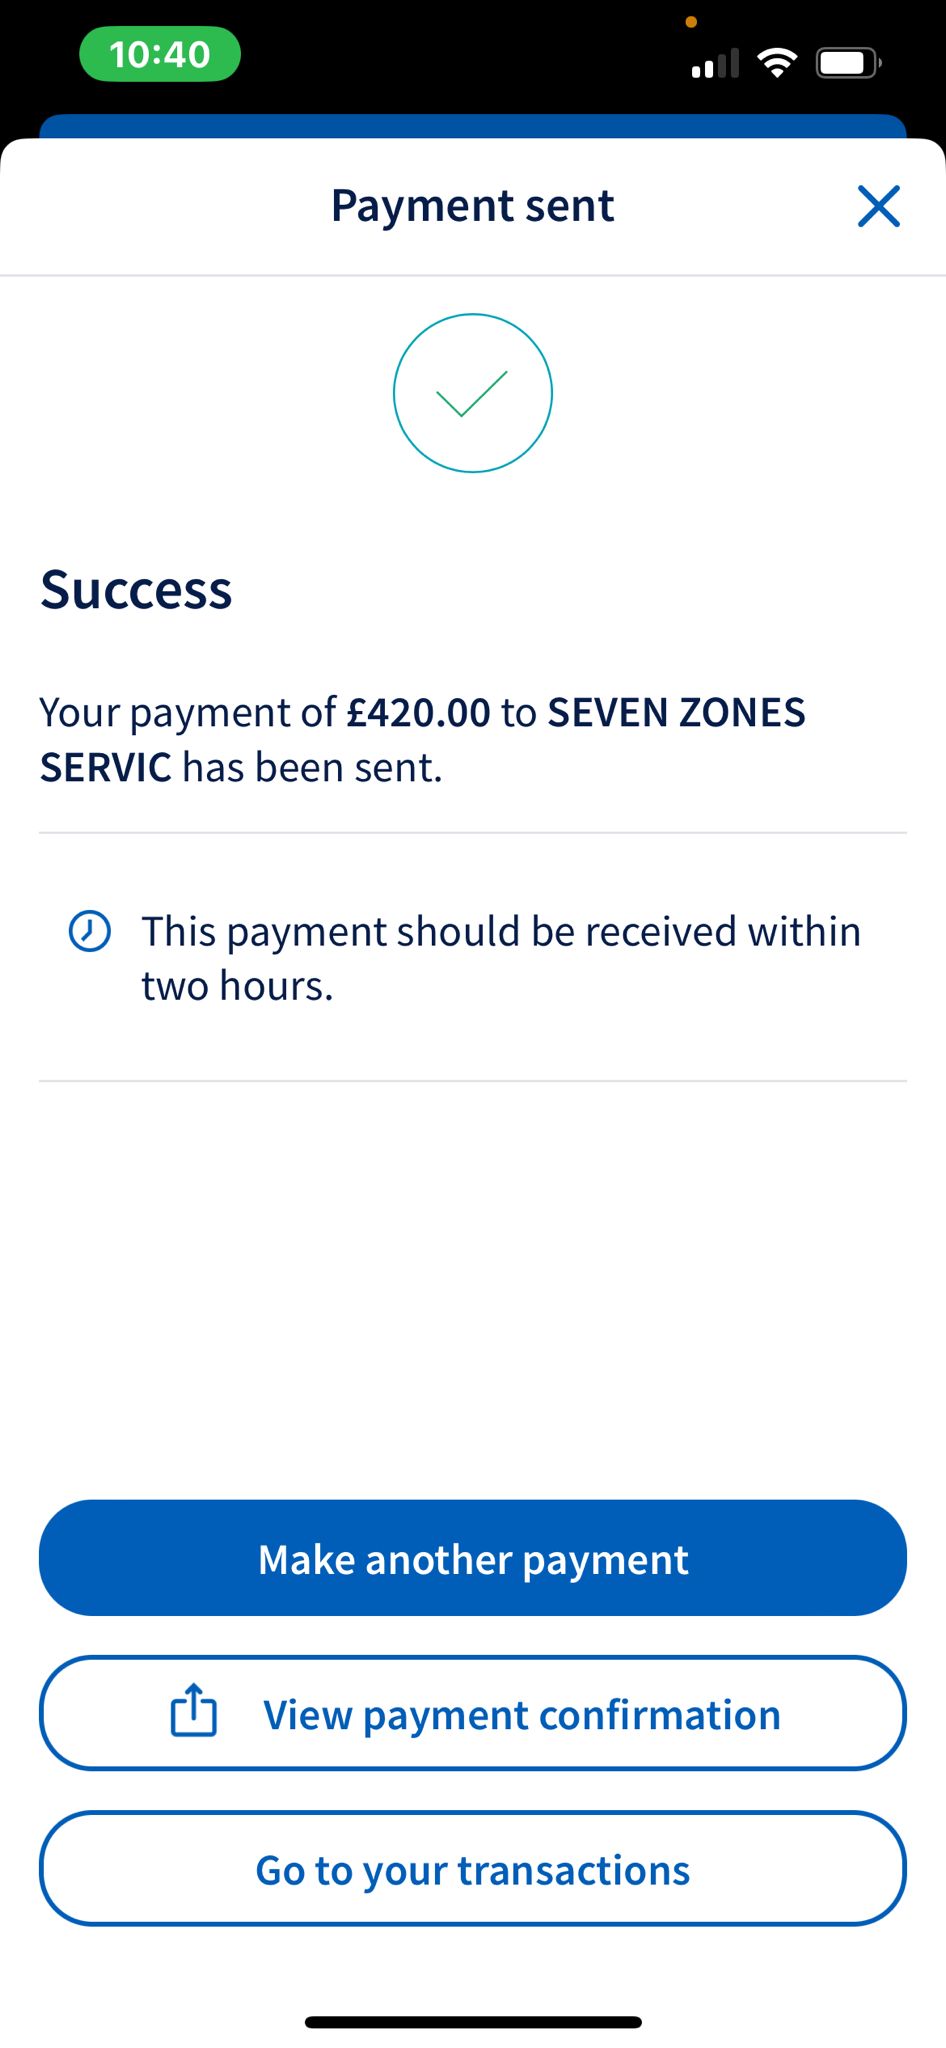 10:40
Payment sent
Success
Your payment of £420.00 to SEVEN ZONES
SERVIC has been sent.
This payment should be received within
two hours.
Make another payment
View payment confirmation
Go to your transactions